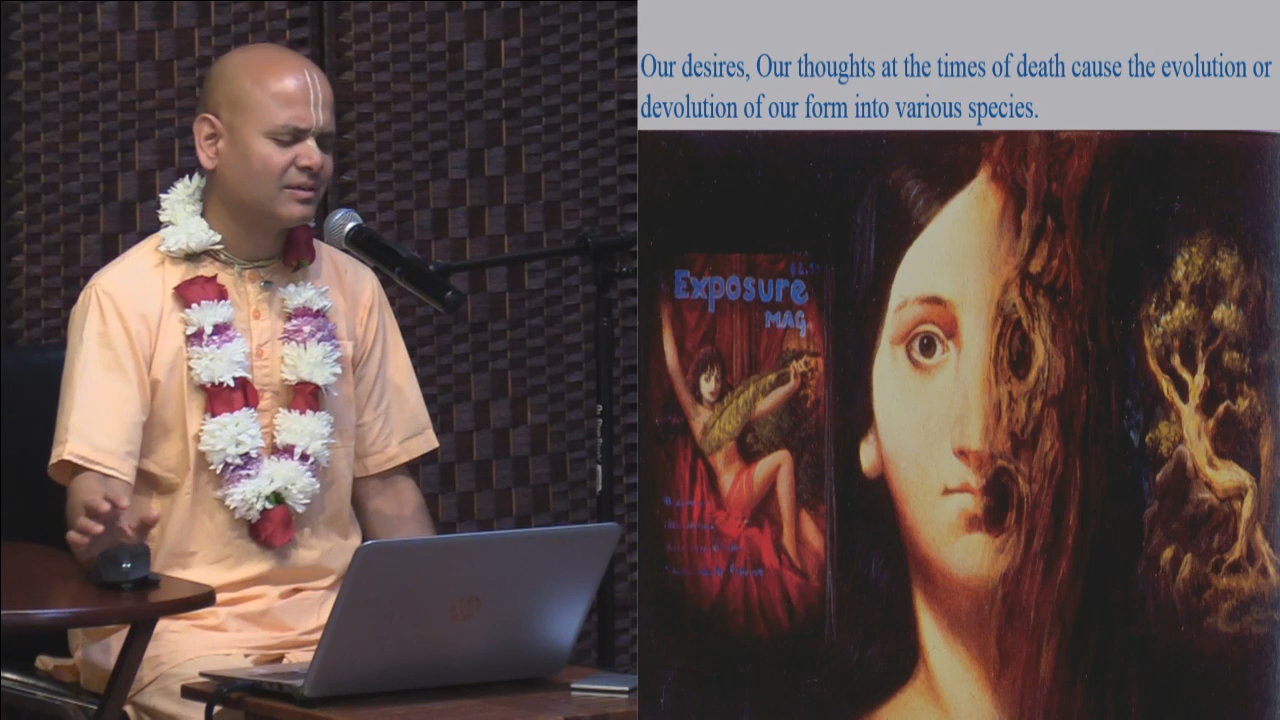 Our desires, Our thoughts at the times of death cause the evolution or
devolution of our form into various species.
Exposure
MAG